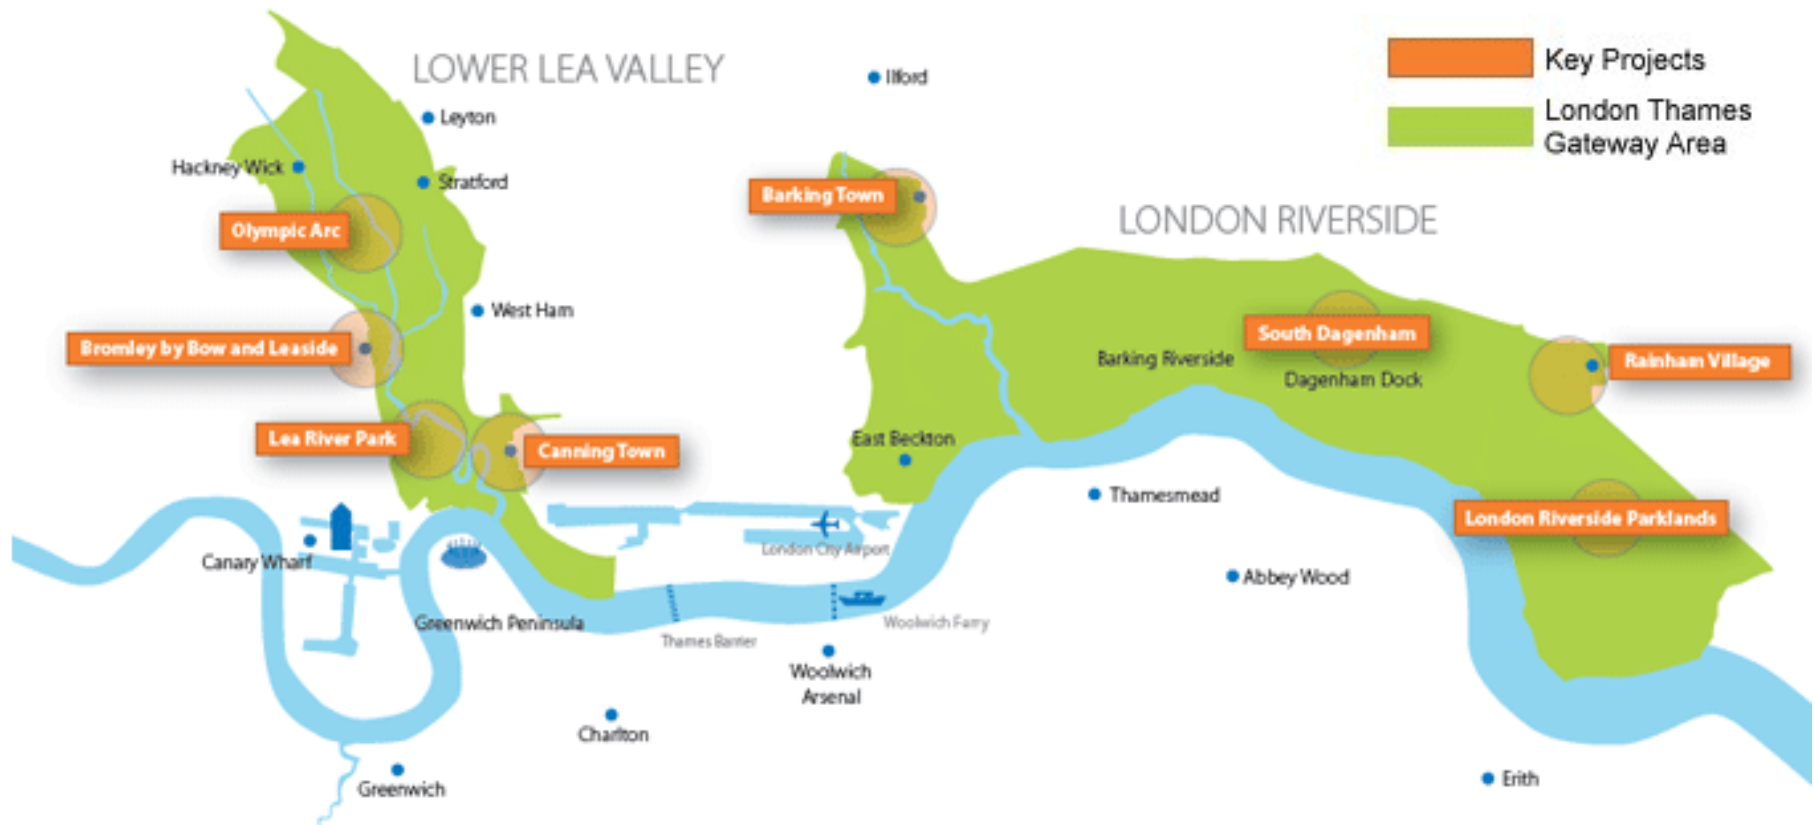 LOWER LEA VALLEY
Ilford
Key Projects
London Thames
Gateway Area
Leyton
Hackney Wick
Stratford
Barking Town
LONDON RIVERSIDE
Olympic Arc
West Ham
South Dagenham
Bromley by Bow and Leaside
Barking Riverside
Rainham Village
Dagenham Dock
Lea River Park
Canning Town
East Beckton
Thamesmead
London Riverside Parklands
London City Airport
Canary Wharf
Abbey Wood
Greenwich Peninsula
Woolwich Ferry
Thames Barrier
Woolwich
Arsenal
Charlton
Erith
Greenwich